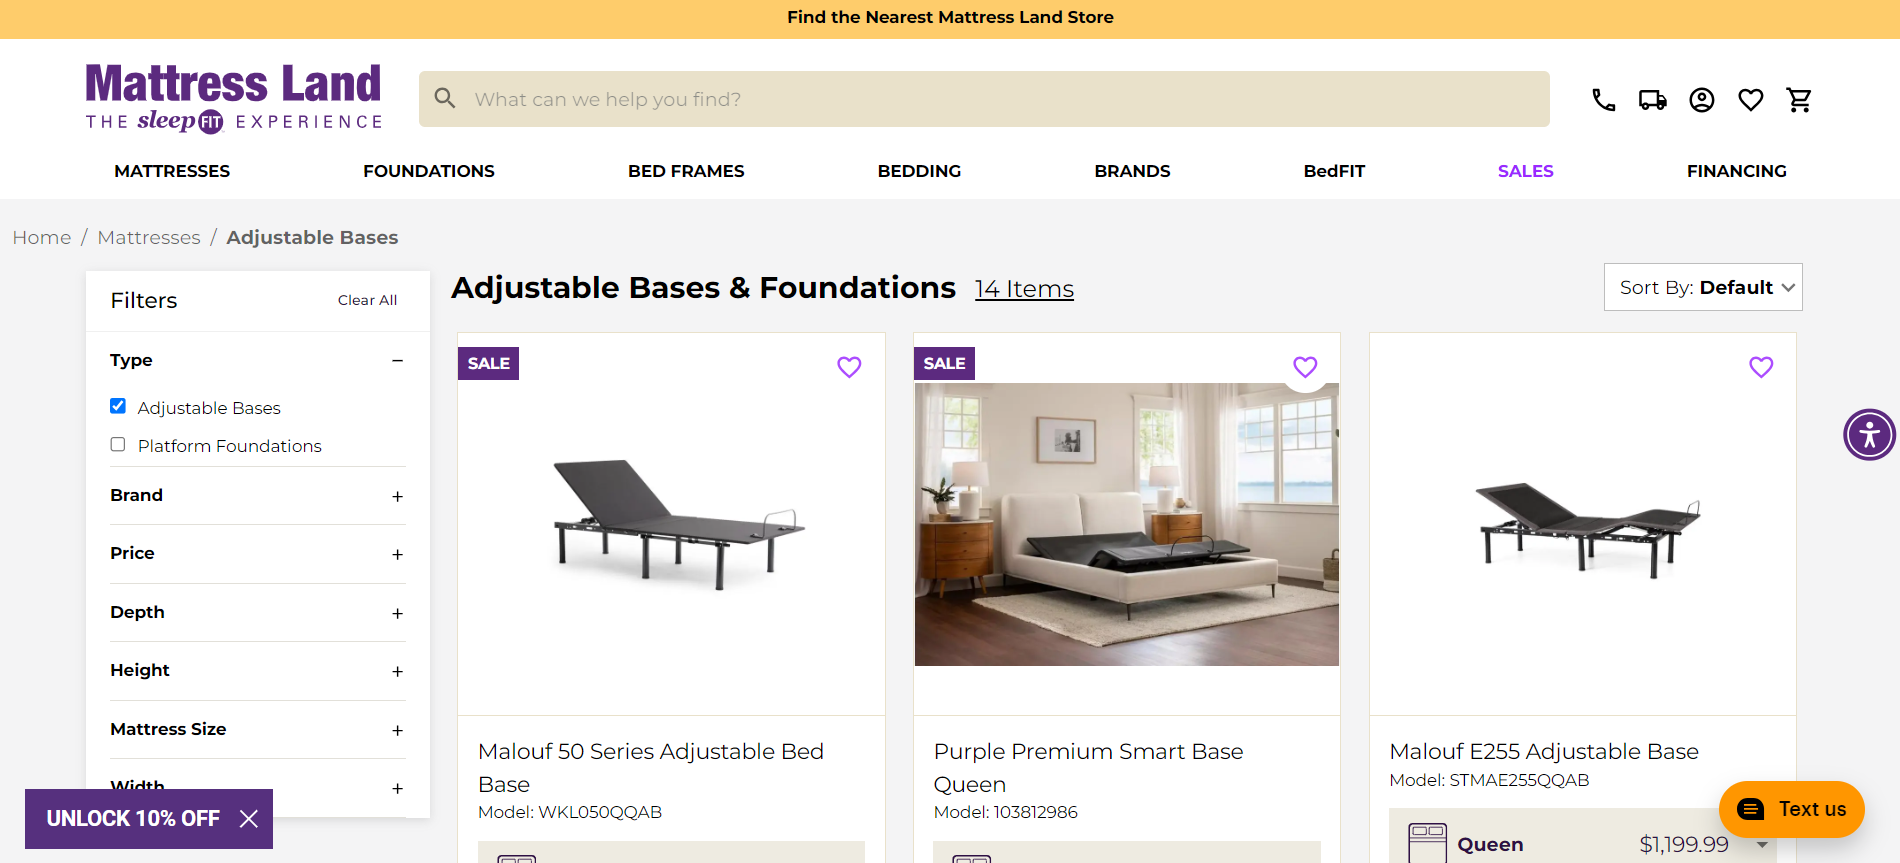 Find the Nearest Mattress Land Store
Mattress Land
THE sleep FIT EXPERIENCE
What can we help you find?
MATTRESSES
FOUNDATIONS
BED FRAMES
BEDDING
BRANDS
BedFIT
SALES
FINANCING
Home / Mattresses / Adjustable Bases
Filters
Clear All
Type
Adjustable Bases
Platform Foundations
Brand
Price
Depth
Height
Mattress Size
Width
UNLOCK 10% OFF
Adjustable Bases & Foundations
14 Items
Sort By: Default
SALE
Malouf 50 Series Adjustable Bed
Base
Model: WKL050QQAB
SALE
Purple Premium Smart Base
Queen
Model: 103812986
Malouf E255 Adjustable Base
Model: STMAE255QQAB
Queen
$1,199.99
Text us